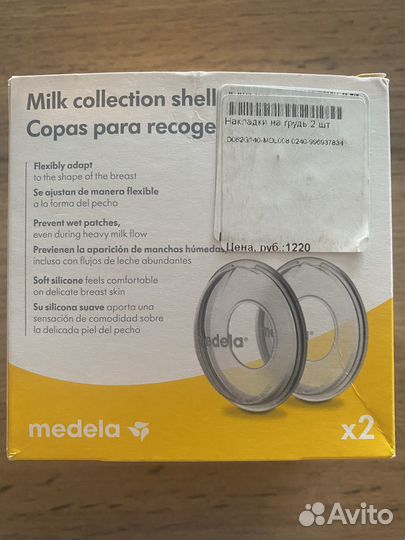 Milk collection shell
Copas para recoge
Накладки на грудь 2 шт
Цена, руб.:1220
Flexibly adapt
to the shape of the breast
Se ajustan de manera flexible
a la forma del pecho
Prevent wet patches,
even during heavy milk flow
Previenen la aparición de manchas húmedas,
incluso con flujos de leche abundantes
Soft silicone feels comfortable
on delicate breast skin
Su silicona suave aporta una
sensación de comodidad sobre
la delicada piel del pecho
medela
medela
x2
Avito